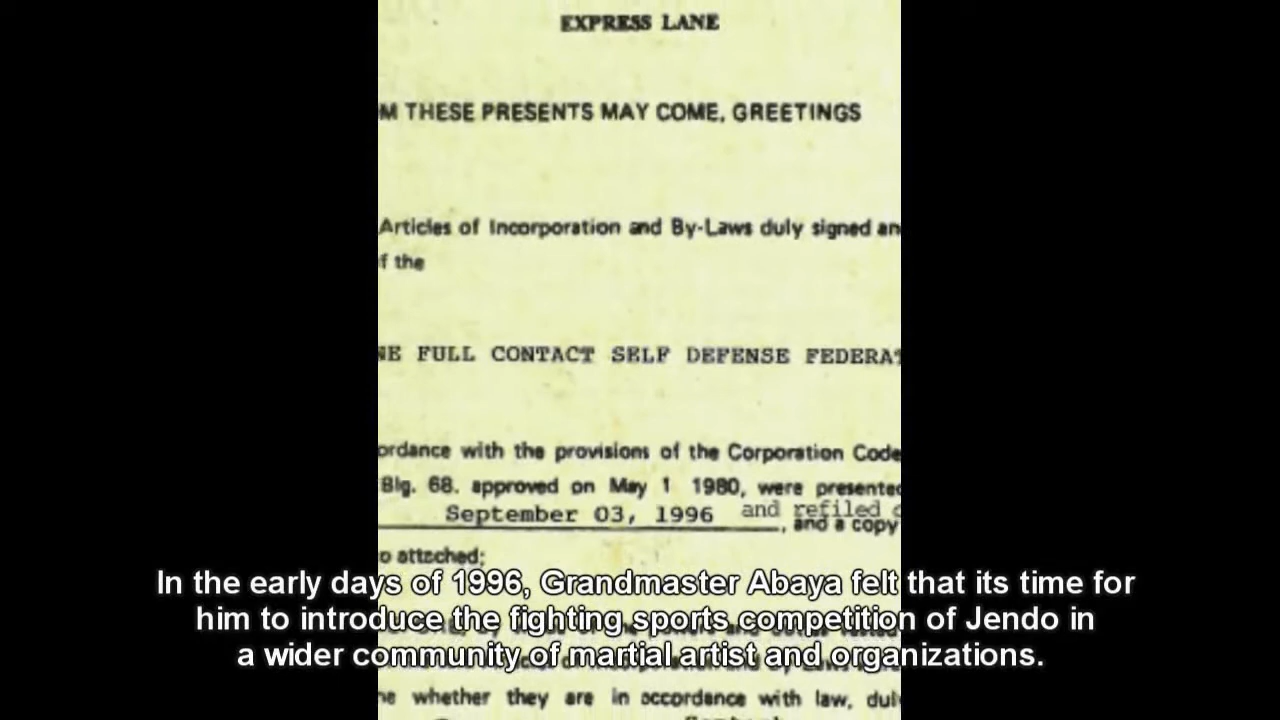 EXPRESS LANE
M THESE PRESENTS MAY COME, GREETINGS
Articles of Incorporation and By-Laws duly signed an
f the
NE FULL CONTACT SELF DEFENSE FEDERAT
ordance with the provisions of the Corporation Code
Blg. 68. approved on May 1 1980, were presented
September 03, 1996 and refiled
, and a copy
o attached;
In the early days of 1996, Grandmaster Abaya felt that its time for
him to introduce the fighting sports competition of Jendo in
a wider community of martial artist and organizations.
ne whether they are in accordance with law, dul